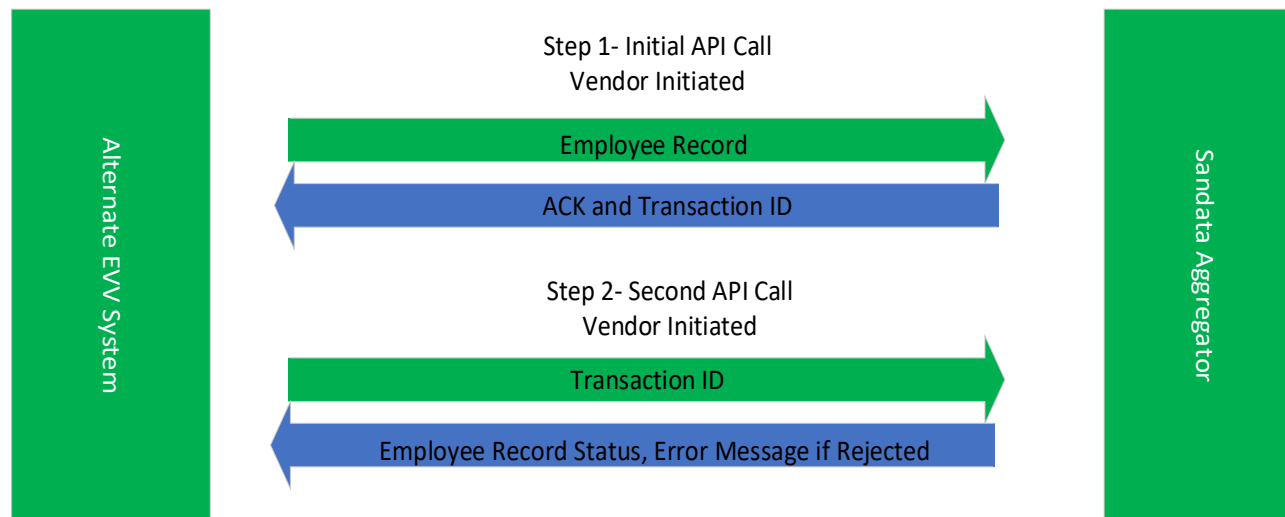 Alternate EVV System
Step 1- Initial API Call
Vendor Initiated
Employee Record
ACK and Transaction ID
Step 2- Second API Call
Vendor Initiated
Transaction ID
Employee Record Status, Error Message if Rejected
Sandata Aggregator